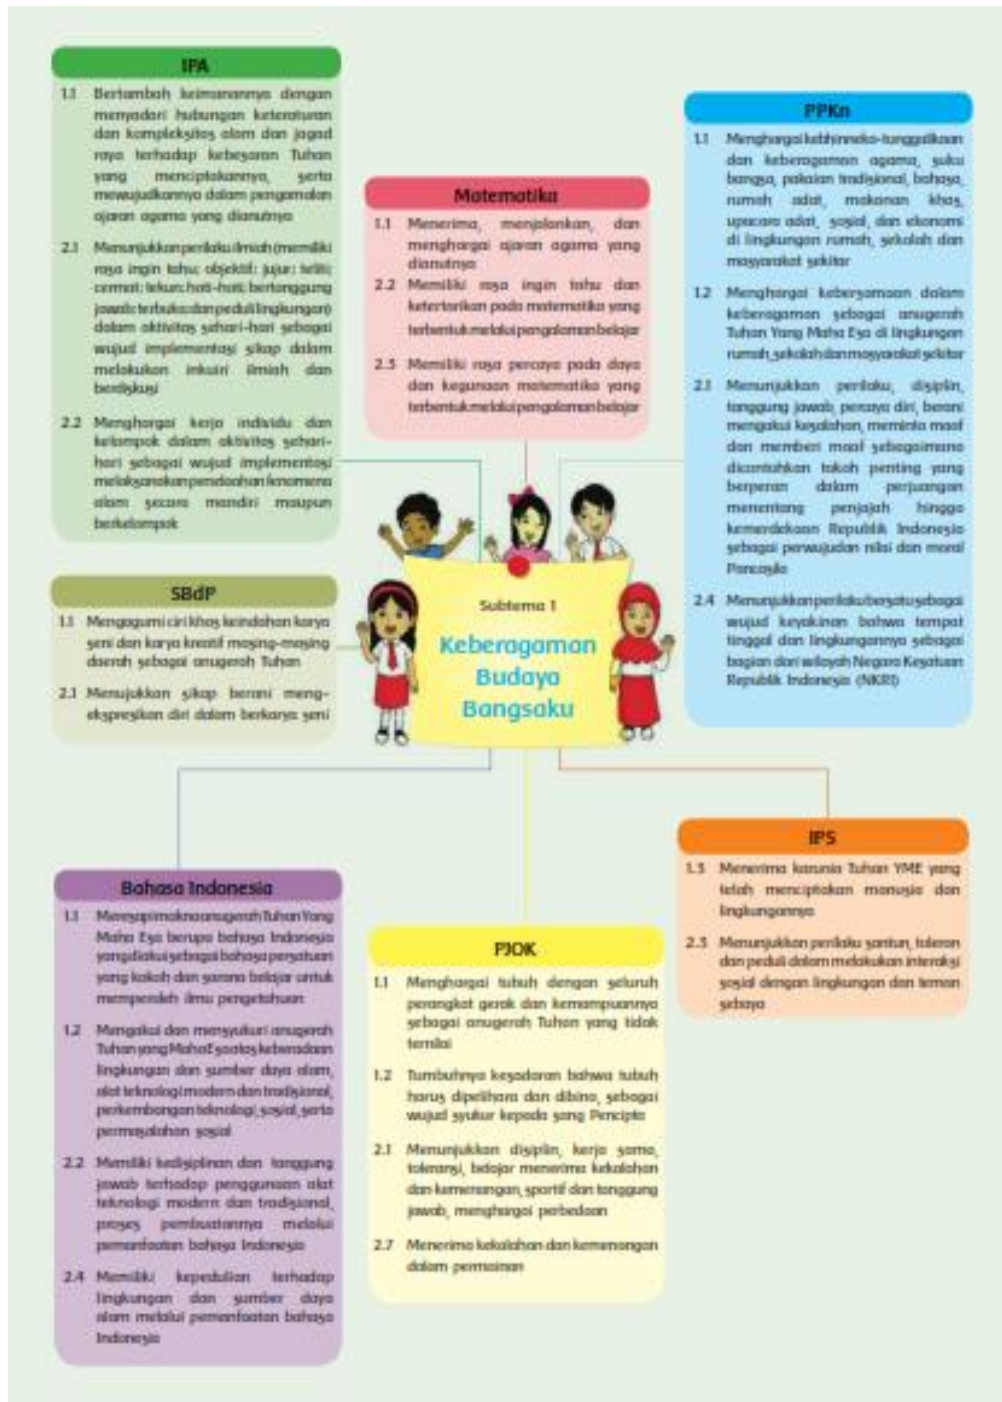 IPA
1.1 Bertambah keimanannya dengan
menyadari hubungan keteraturan
dan kompleksitas alam dan jagad
raya terhadap kebesaran Tuhan
yang menciptakannya, serta
mewujudkannya dalam pengamalan
ajaran agama yang dianutnya
2.1 Menunjukkan perilaku ilmiah (memiliki
rasa ingin tahu; objektif; jujur; teliti;
cermat; tekun; hati-hati; bertanggung
jawab; terbuka; dan peduli lingkungan)
dalam aktivitas sehari-hari sebagai
wujud implementasi sikap dalam
melakukan inkuiri ilmiah dan
berdiskusi
2.2 Menghargai kerja individu dan
kelompok dalam aktivitas sehari-
hari sebagai wujud implementasi
melaksanakan penelaahan fenomena
alam secara mandiri maupun
berkelompok
Matematika
1.1 Menerima, menjalankan, dan
menghargai ajaran agama yang
dianutnya
2.2 Memiliki rasa ingin tahu dan
ketertarikan pada matematika yang
terbentuk melalui pengalaman belajar
2.3 Memiliki rasa percaya pada daya
dan kegunaan matematika yang
terbentuk melalui pengalaman belajar
PPKn
1.1 Menghargai kebhinneka-tunggalikaan
dan keberagaman agama, suku
bangsa, pakaian tradisional, bahasa,
rumah adat, makanan khas,
upacara adat, sosial, dan ekonomi
di lingkungan rumah, sekolah dan
masyarakat sekitar
1.2 Menghargai kebersamaan dalam
keberagaman sebagai anugerah
Tuhan Yang Maha Esa di lingkungan
rumah, sekolah dan masyarakat sekitar
2.1 Menunjukkan perilaku, disiplin,
tanggung jawab, percaya diri, berani
mengakui kesalahan, meminta maaf
dan memberi maaf sebagaimana
dicontohkan tokoh penting yang
berperan dalam perjuangan
menentang penjajah hingga
kemerdekaan Republik Indonesia
sebagai perwujudan nilai dan moral
Pancasila
2.4 Menunjukkan perilaku bersatu sebagai
wujud keyakinan bahwa tempat
tinggal dan lingkungannya sebagai
bagian dari wilayah Negara Kesatuan
Republik Indonesia (NKRI)
SBdP
1.1 Mengagumi ciri khas keindahan karya
seni dan karya kreatif masing-masing
daerah sebagai anugerah Tuhan
2.1 Menujukkan sikap berani meng-
ekspresikan diri dalam berkarya seni
Subtema 1
Keberagaman
Budaya
Bangsaku
Bahasa Indonesia
1.1 Meresapi makna anugerah Tuhan Yang
Maha Esa berupa bahasa Indonesia
yang diakui sebagai bahasa persatuan
yang kokoh dan sarana belajar untuk
memperoleh ilmu pengetahuan
1.2 Mengakui dan mensyukuri anugerah
Tuhan yang Maha Esa atas keberadaan
lingkungan dan sumber daya alam,
alat teknologi modern dan tradisional,
perkembangan teknologi, sosial, serta
permasalahan sosial
2.2 Memiliki kedisiplinan dan tanggung
jawab terhadap penggunaan alat
teknologi modern dan tradisional,
proses pembuatannya melalui
pemanfaatan bahasa Indonesia
2.4 Memiliki kepedulian terhadap
lingkungan dan sumber daya
alam melalui pemanfaatan bahasa
Indonesia
PJOK
1.1 Menghargai tubuh dengan seluruh
perangkat gerak dan kemampuannya
sebagai anugerah Tuhan yang tidak
ternilai
1.2 Tumbuhnya kesadaran bahwa tubuh
harus dipelihara dan dibina, sebagai
wujud syukur kepada sang Pencipta
2.1 Menunjukkan disiplin, kerja sama,
toleransi, belajar menerima kekalahan
dan kemenangan, sportif dan tanggung
jawab, menghargai perbedaan
2.7 Menerima kekalahan dan kemenangan
dalam permainan
IPS
1.3 Menerima karunia Tuhan YME yang
telah menciptakan manusia dan
lingkungannya
2.3 Menunjukkan perilaku santun, toleran
dan peduli dalam melakukan interaksi
sosial dengan lingkungan dan teman
sebaya